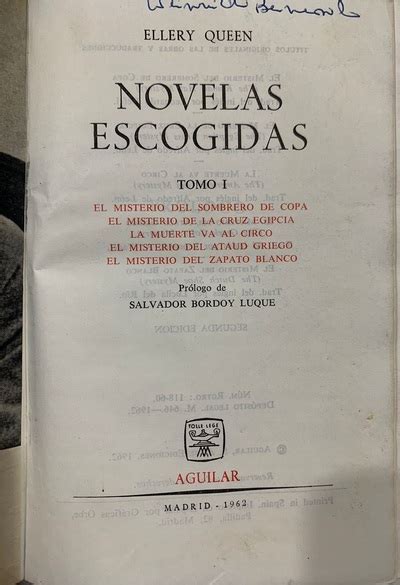 ELLERY QUEEN
NOVELAS
ESCOGIDAS
TOMO I
EL MISTERIO DEL SOMBRERO DE COPA
EL MISTERIO DE LA CRUZ EGIPCIA
LA MUERTE VA AL CIRCO
EL MISTERIO DEL ATAUD GRIEGO
EL MISTERIO DEL ZAPATO BLANCO
Prólogo de
SALVADOR BORDOY LUQUE
TOLLE LEGE
AGUILAR
MADRID - 1962